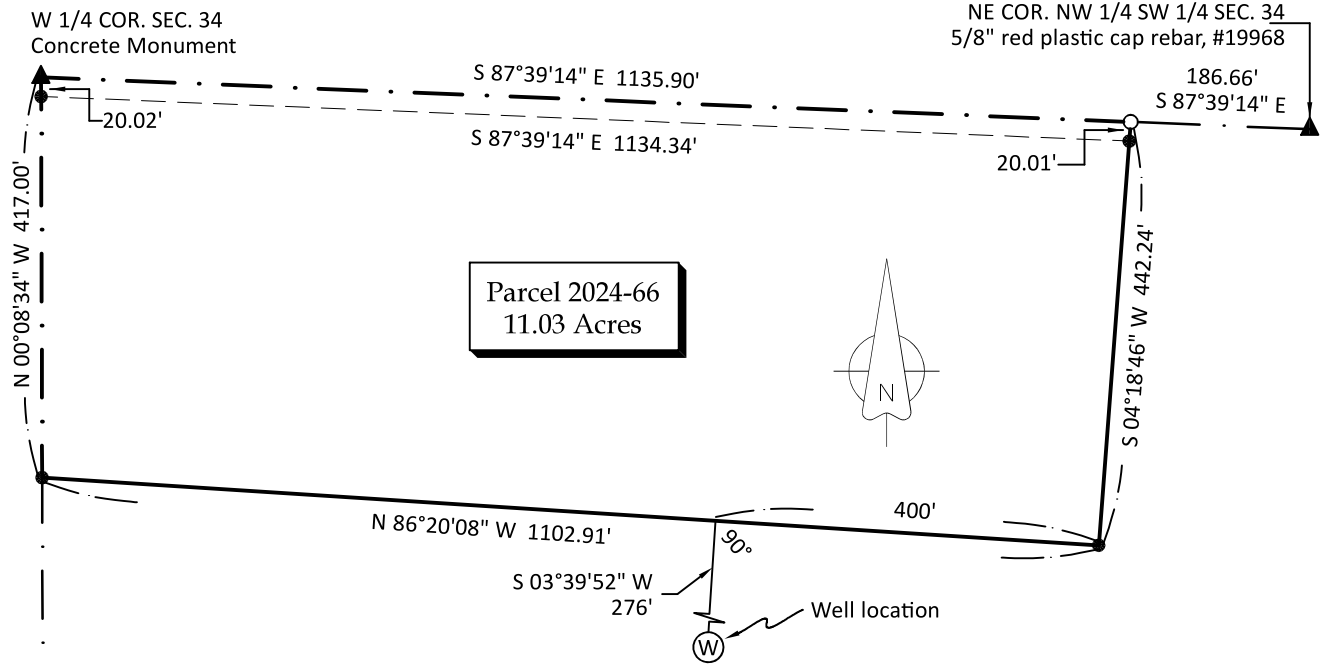 W 1/4 COR. SEC. 34
Concrete Monument
NE COR. NW 1/4 SW 1/4 SEC. 34
5/8" red plastic cap rebar, #19968
S 87°39'14" E 1135.90'
186.66'
S 87°39'14" E
20.02'
S 87°39'14" E 1134.34'
20.01'
N 00°08'34" W 417.00'
S 04°18'46" W 442.24'
Parcel 2024-66
11.03 Acres
N
N 86°20'08" W 1102.91'
400'
90°
S 03°39'52" W
276'
Well location
W